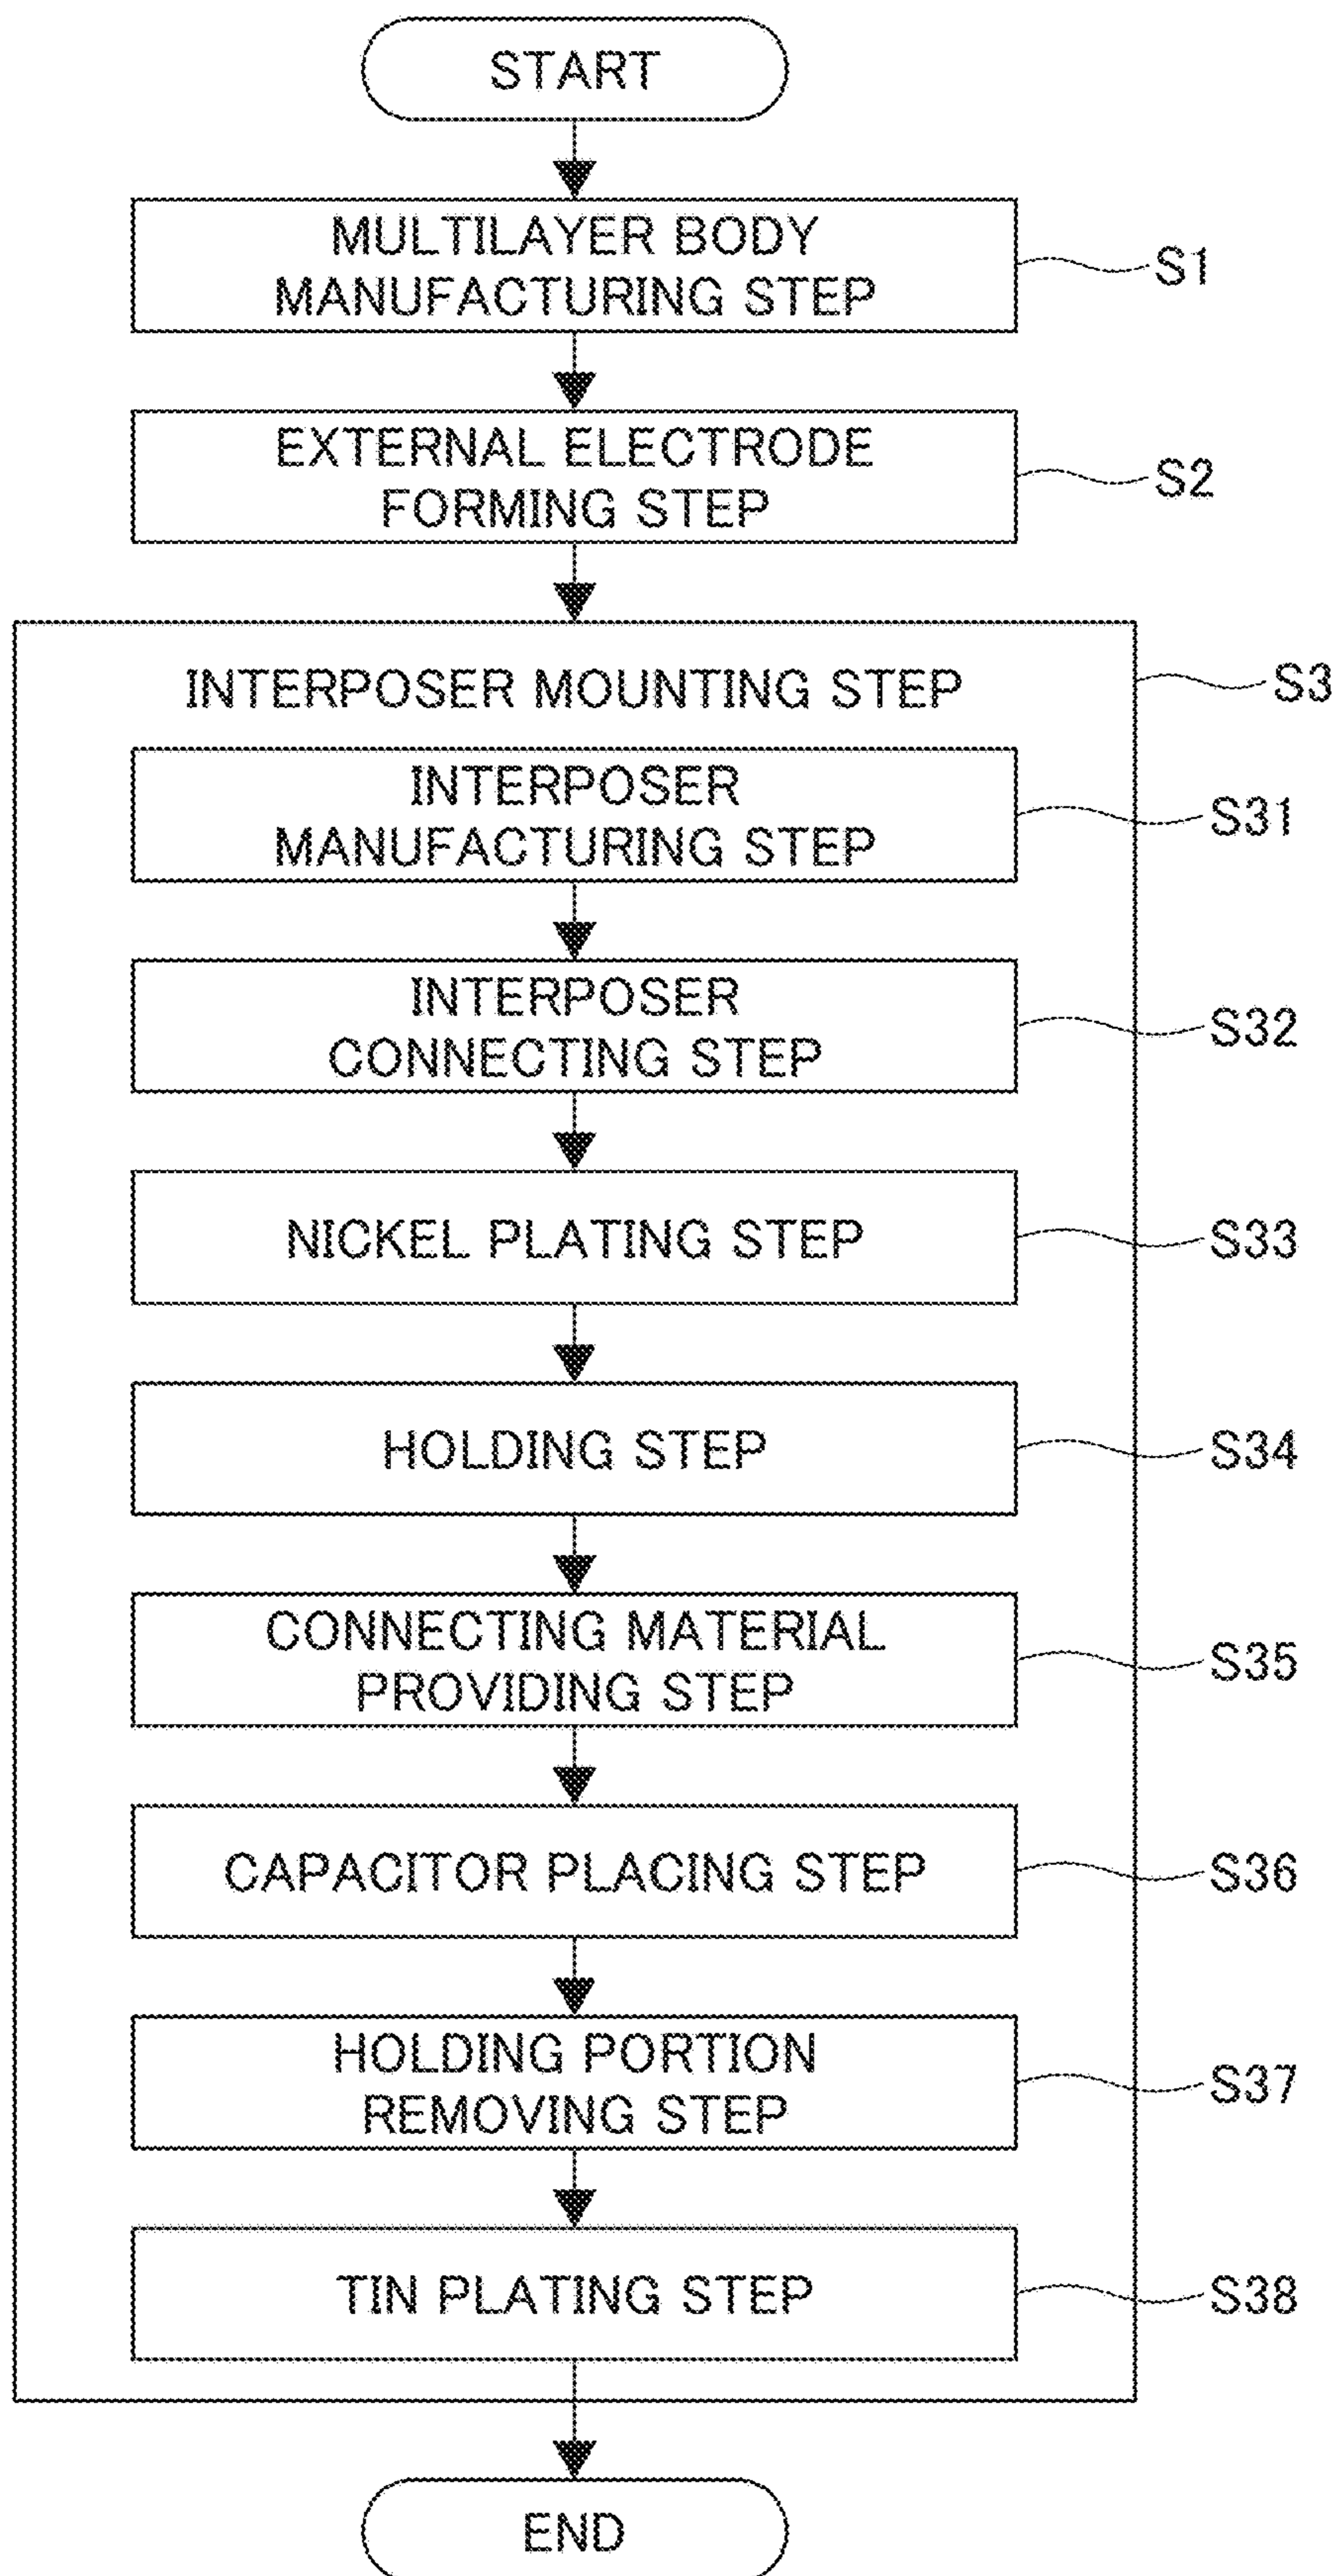 START
MULTILAYER BODY
MANUFACTURING STEP
S1
EXTERNAL ELECTRODE
FORMING STEP
S2
INTERPOSER MOUNTING STEP
S3
INTERPOSER
MANUFACTURING STEP
S31
INTERPOSER
CONNECTING STEP
S32
NICKEL PLATING STEP
S33
HOLDING STEP
S34
CONNECTING MATERIAL
PROVIDING STEP
S35
CAPACITOR PLACING STEP
S36
HOLDING PORTION
REMOVING STEP
S37
TIN PLATING STEP
S38
END